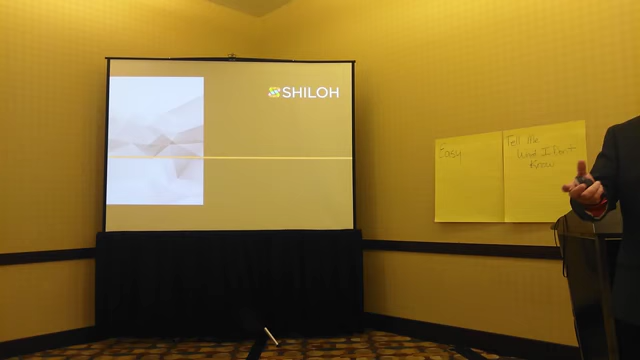 SHILOH
Easy
Tell Me
What I Don't
Know